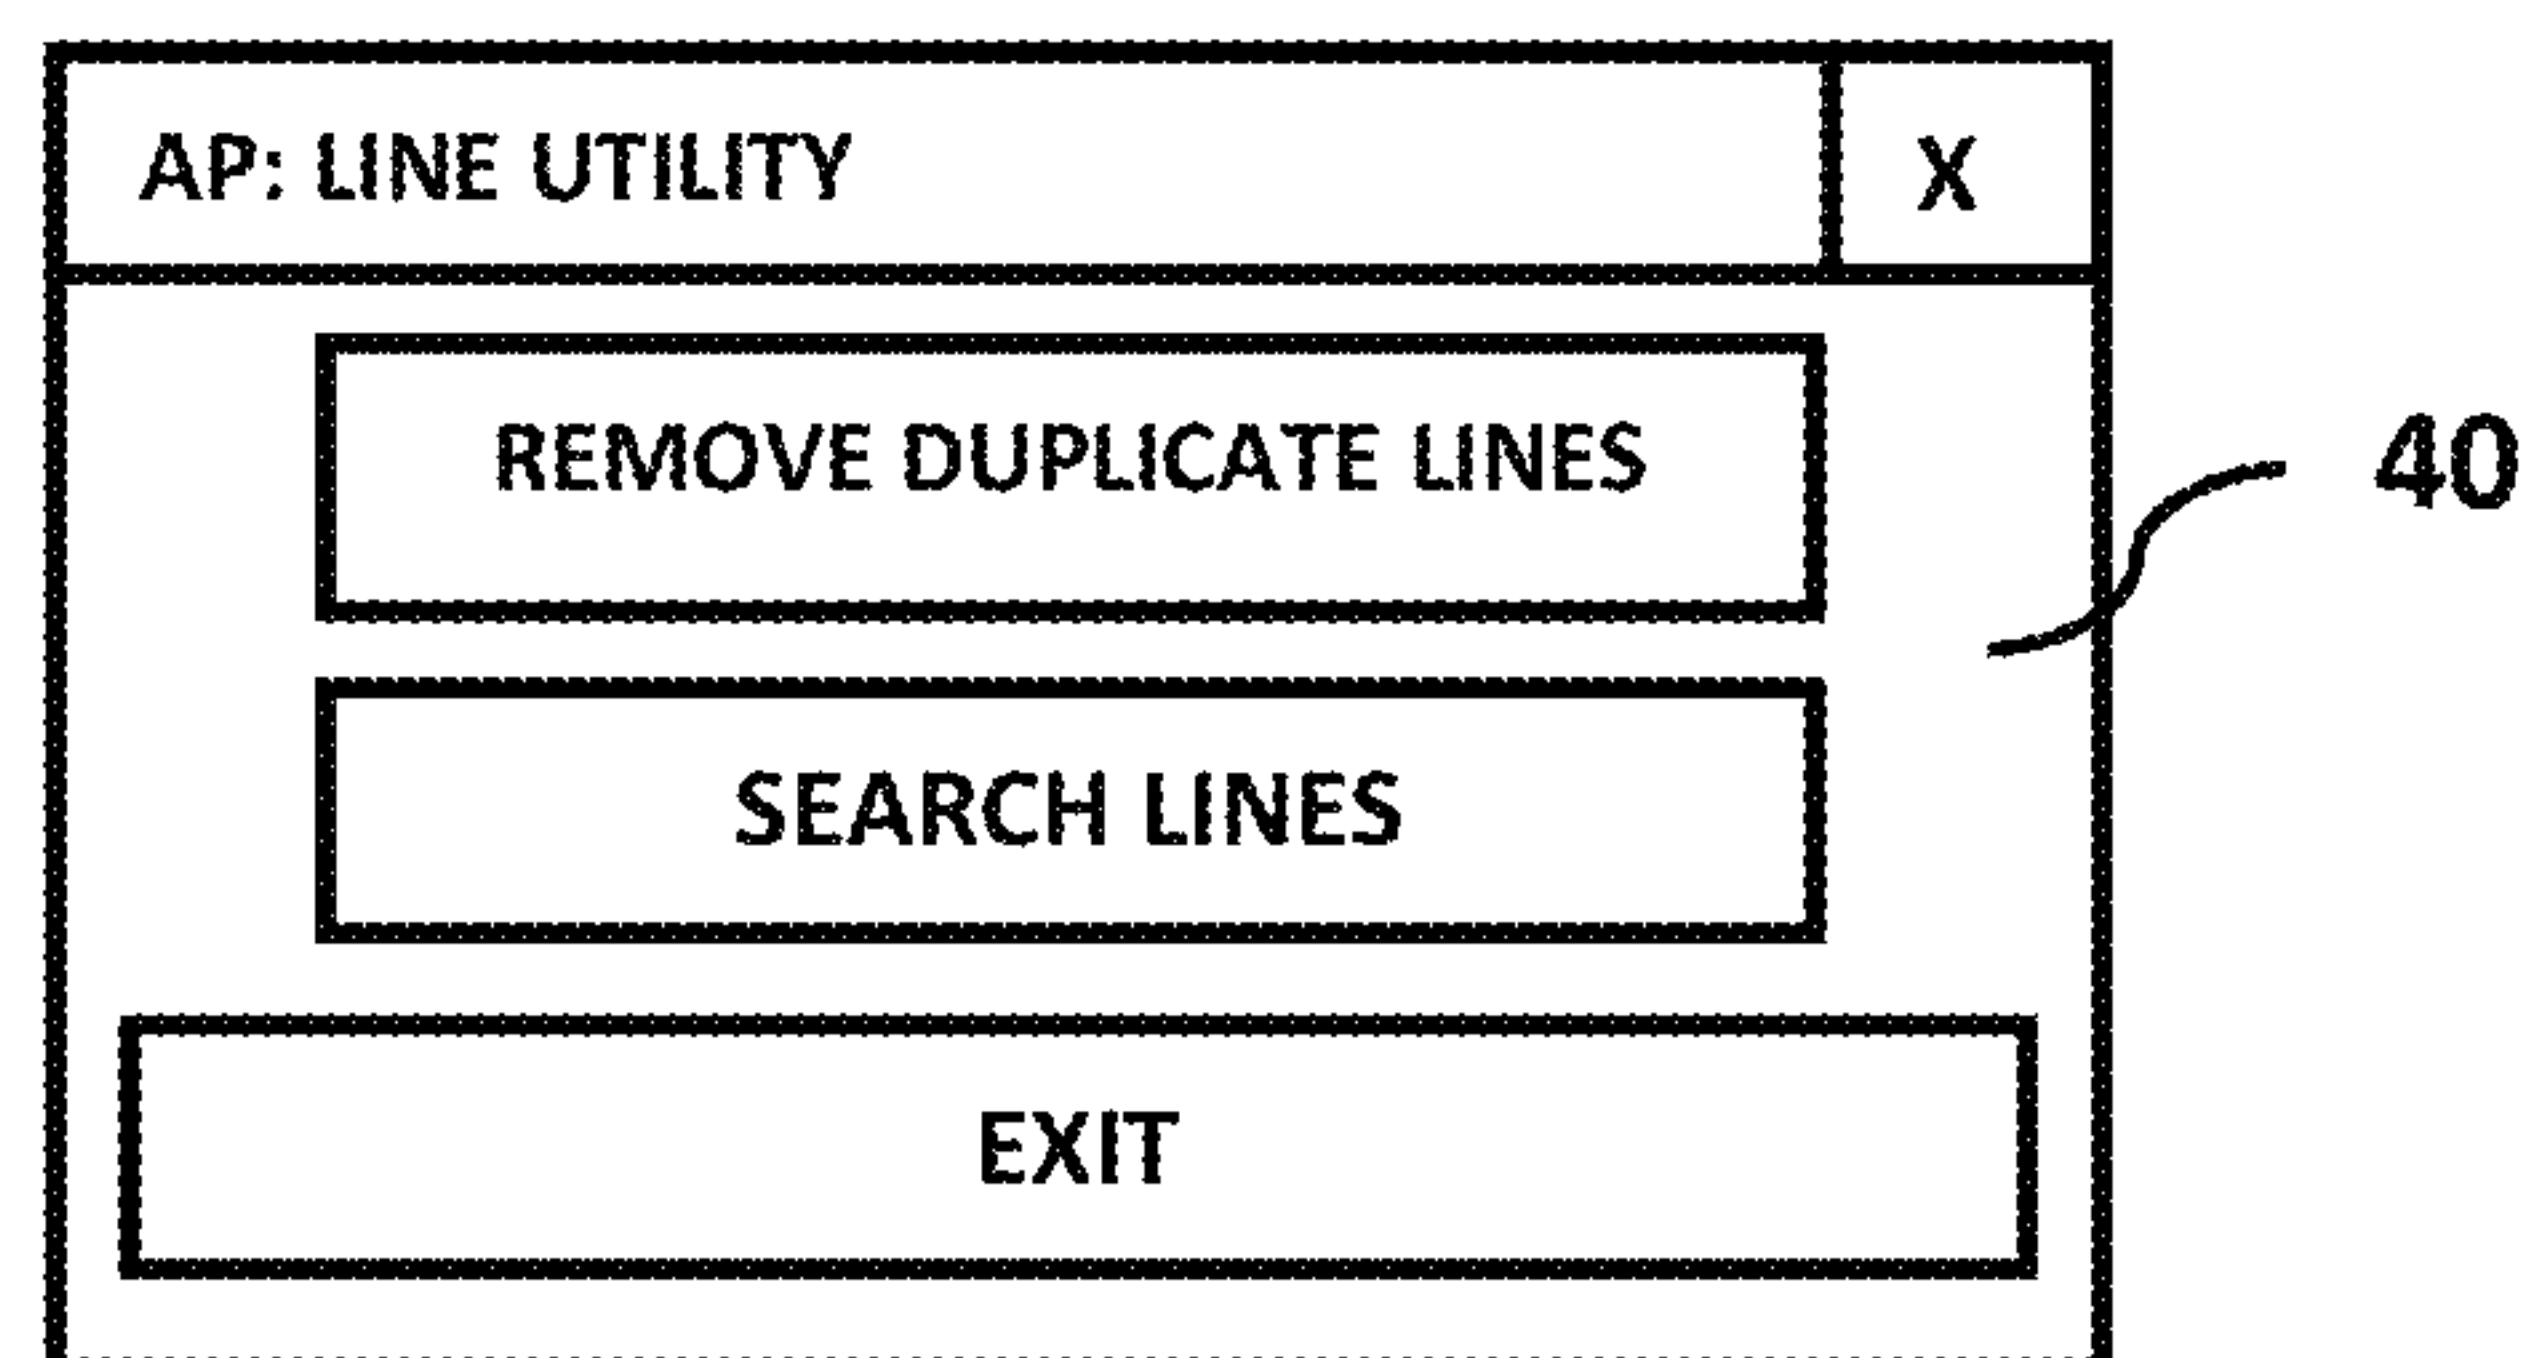 AP: LINE UTILITY X
REMOVE DUPLICATE LINES
40
SEARCH LINES
EXIT